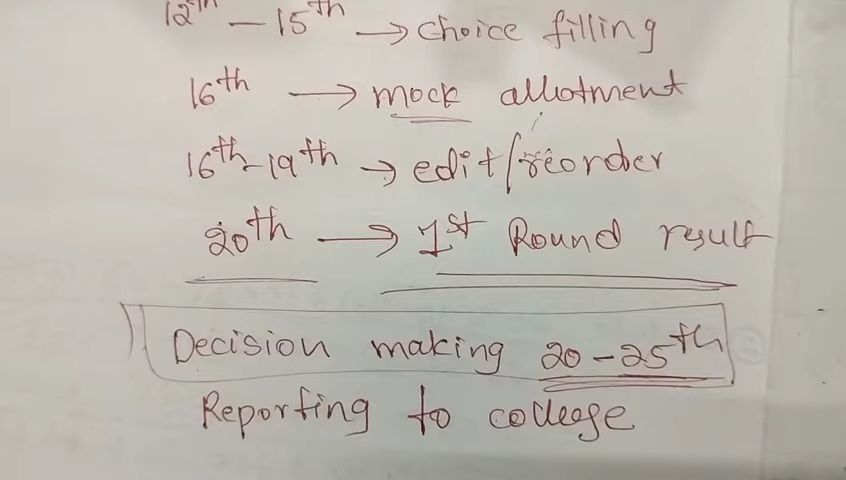 12th - 15th → choice filling
16th → mock allotment
16th-19th → edit/reorder
20th → 1st Round result
Decision making 20-25th
Reporting to college